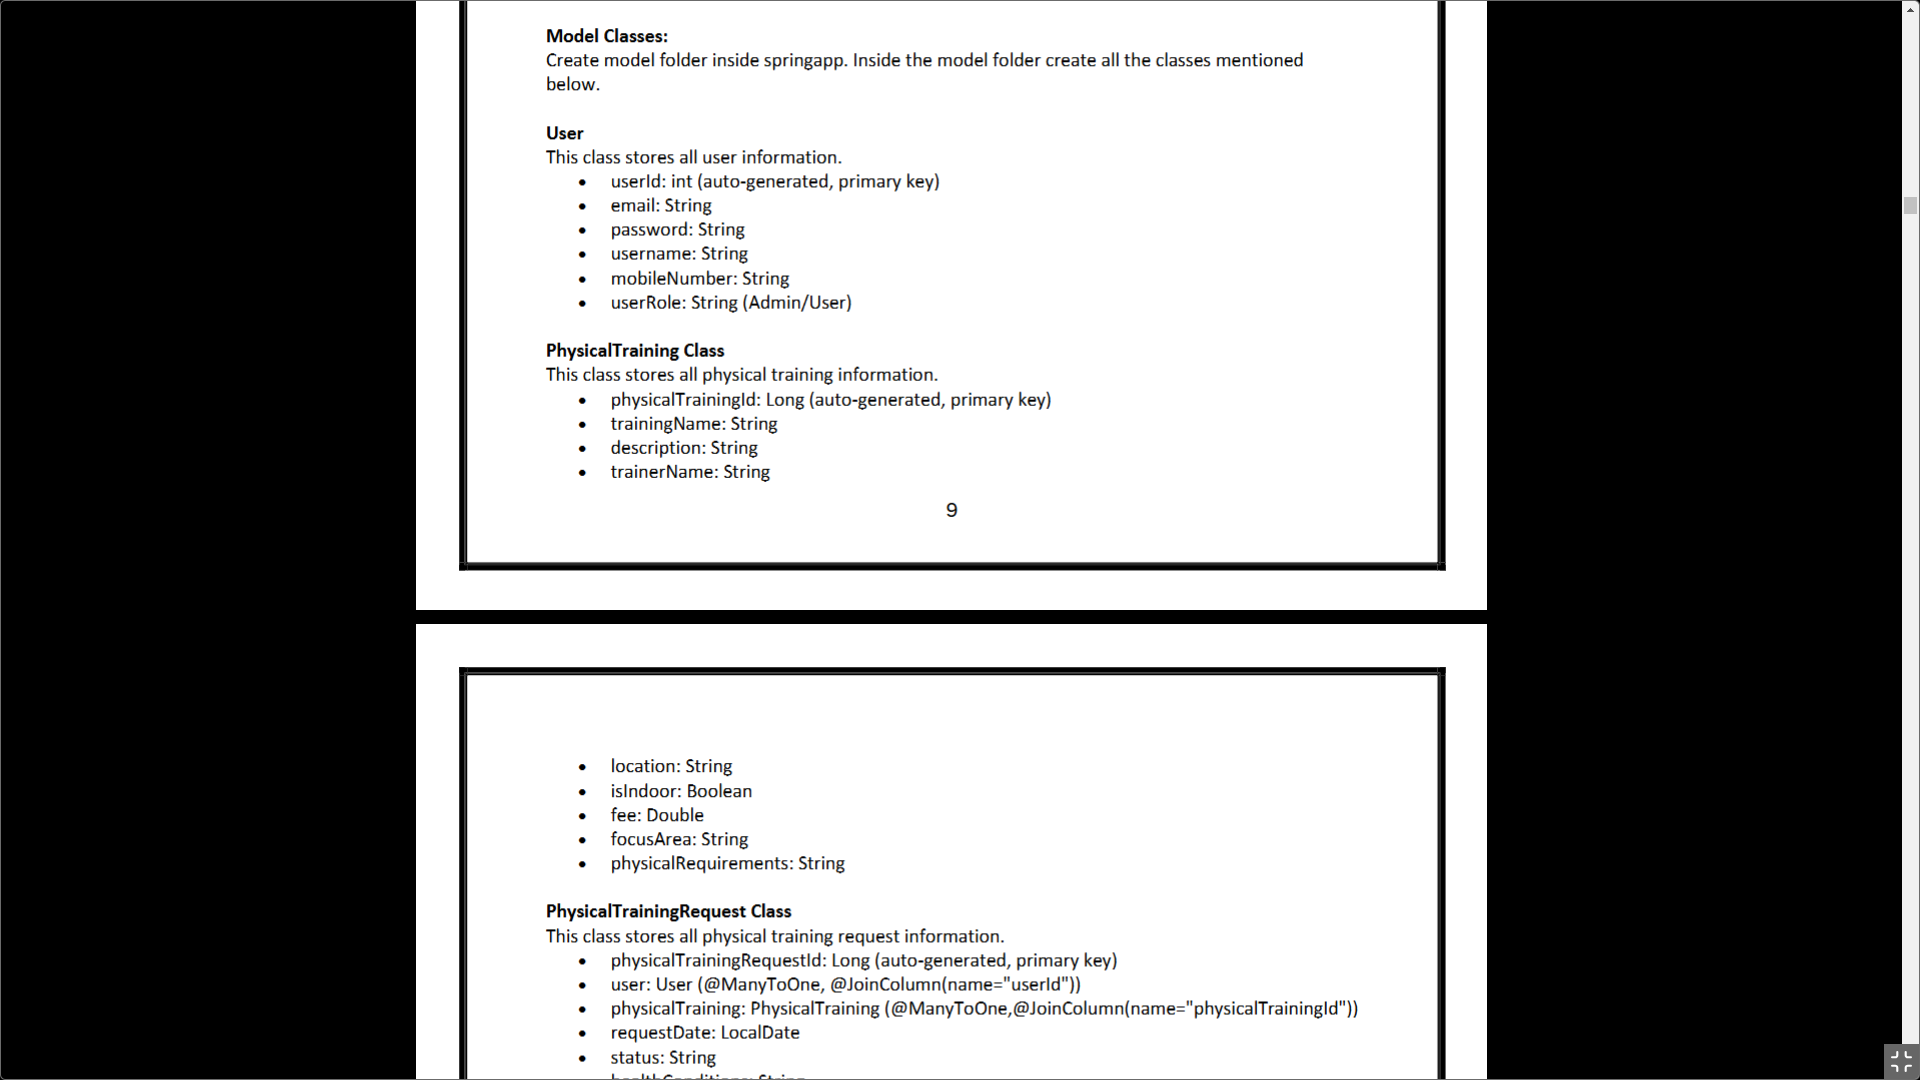 Model Classes:
Create model folder inside springapp. Inside the model folder create all the classes mentioned
below.
User
This class stores all user information.
• userId: int (auto-generated, primary key)
• email: String
• password: String
• username: String
• mobileNumber: String
• userRole: String (Admin/User)
PhysicalTraining Class
This class stores all physical training information.
• physicalTrainingId: Long (auto-generated, primary key)
• trainingName: String
• description: String
• trainerName: String
9
• location: String
• isIndoor: Boolean
• fee: Double
• focusArea: String
• physicalRequirements: String
PhysicalTrainingRequest Class
This class stores all physical training request information.
• physicalTrainingRequestId: Long (auto-generated, primary key)
• user: User (@ManyToOne, @JoinColumn(name="userId"))
• physicalTraining: PhysicalTraining (@ManyToOne,@JoinColumn(name="physicalTrainingId"))
• requestDate: LocalDate
• status: String